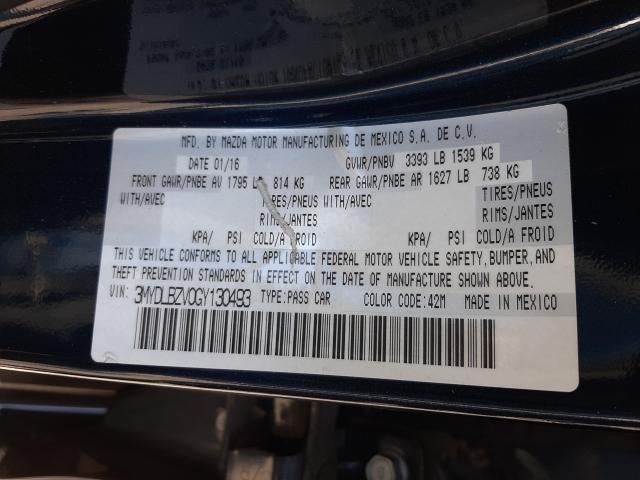 MFD. BY MAZDA MOTOR MANUFACTURING DE MEXICO S.A. DE C.V.
DATE 01/16 GVWR/PNBV 3393 LB 1539 KG
FRONT GAWR/PNBE AV 1795 LB 814 KG REAR GAWR/PNBE AR 1627 LB 738 KG
WITH/AVEC TIRES/PNEUS WITH/AVEC TIRES/PNEUS
RIMS/JANTES RIMS/JANTES
KPA/ PSI COLD/A FROID KPA/ PSI COLD/A FROID
THIS VEHICLE CONFORMS TO ALL APPLICABLE FEDERAL MOTOR VEHICLE SAFETY, BUMPER, AND
THEFT PREVENTION STANDARDS IN EFFECT ON THE DATE OF MANUFACTURE SHOWN ABOVE.
VIN: 3MYDLBZV0GY130493 TYPE:PASS CAR COLOR CODE:42M MADE IN MEXICO